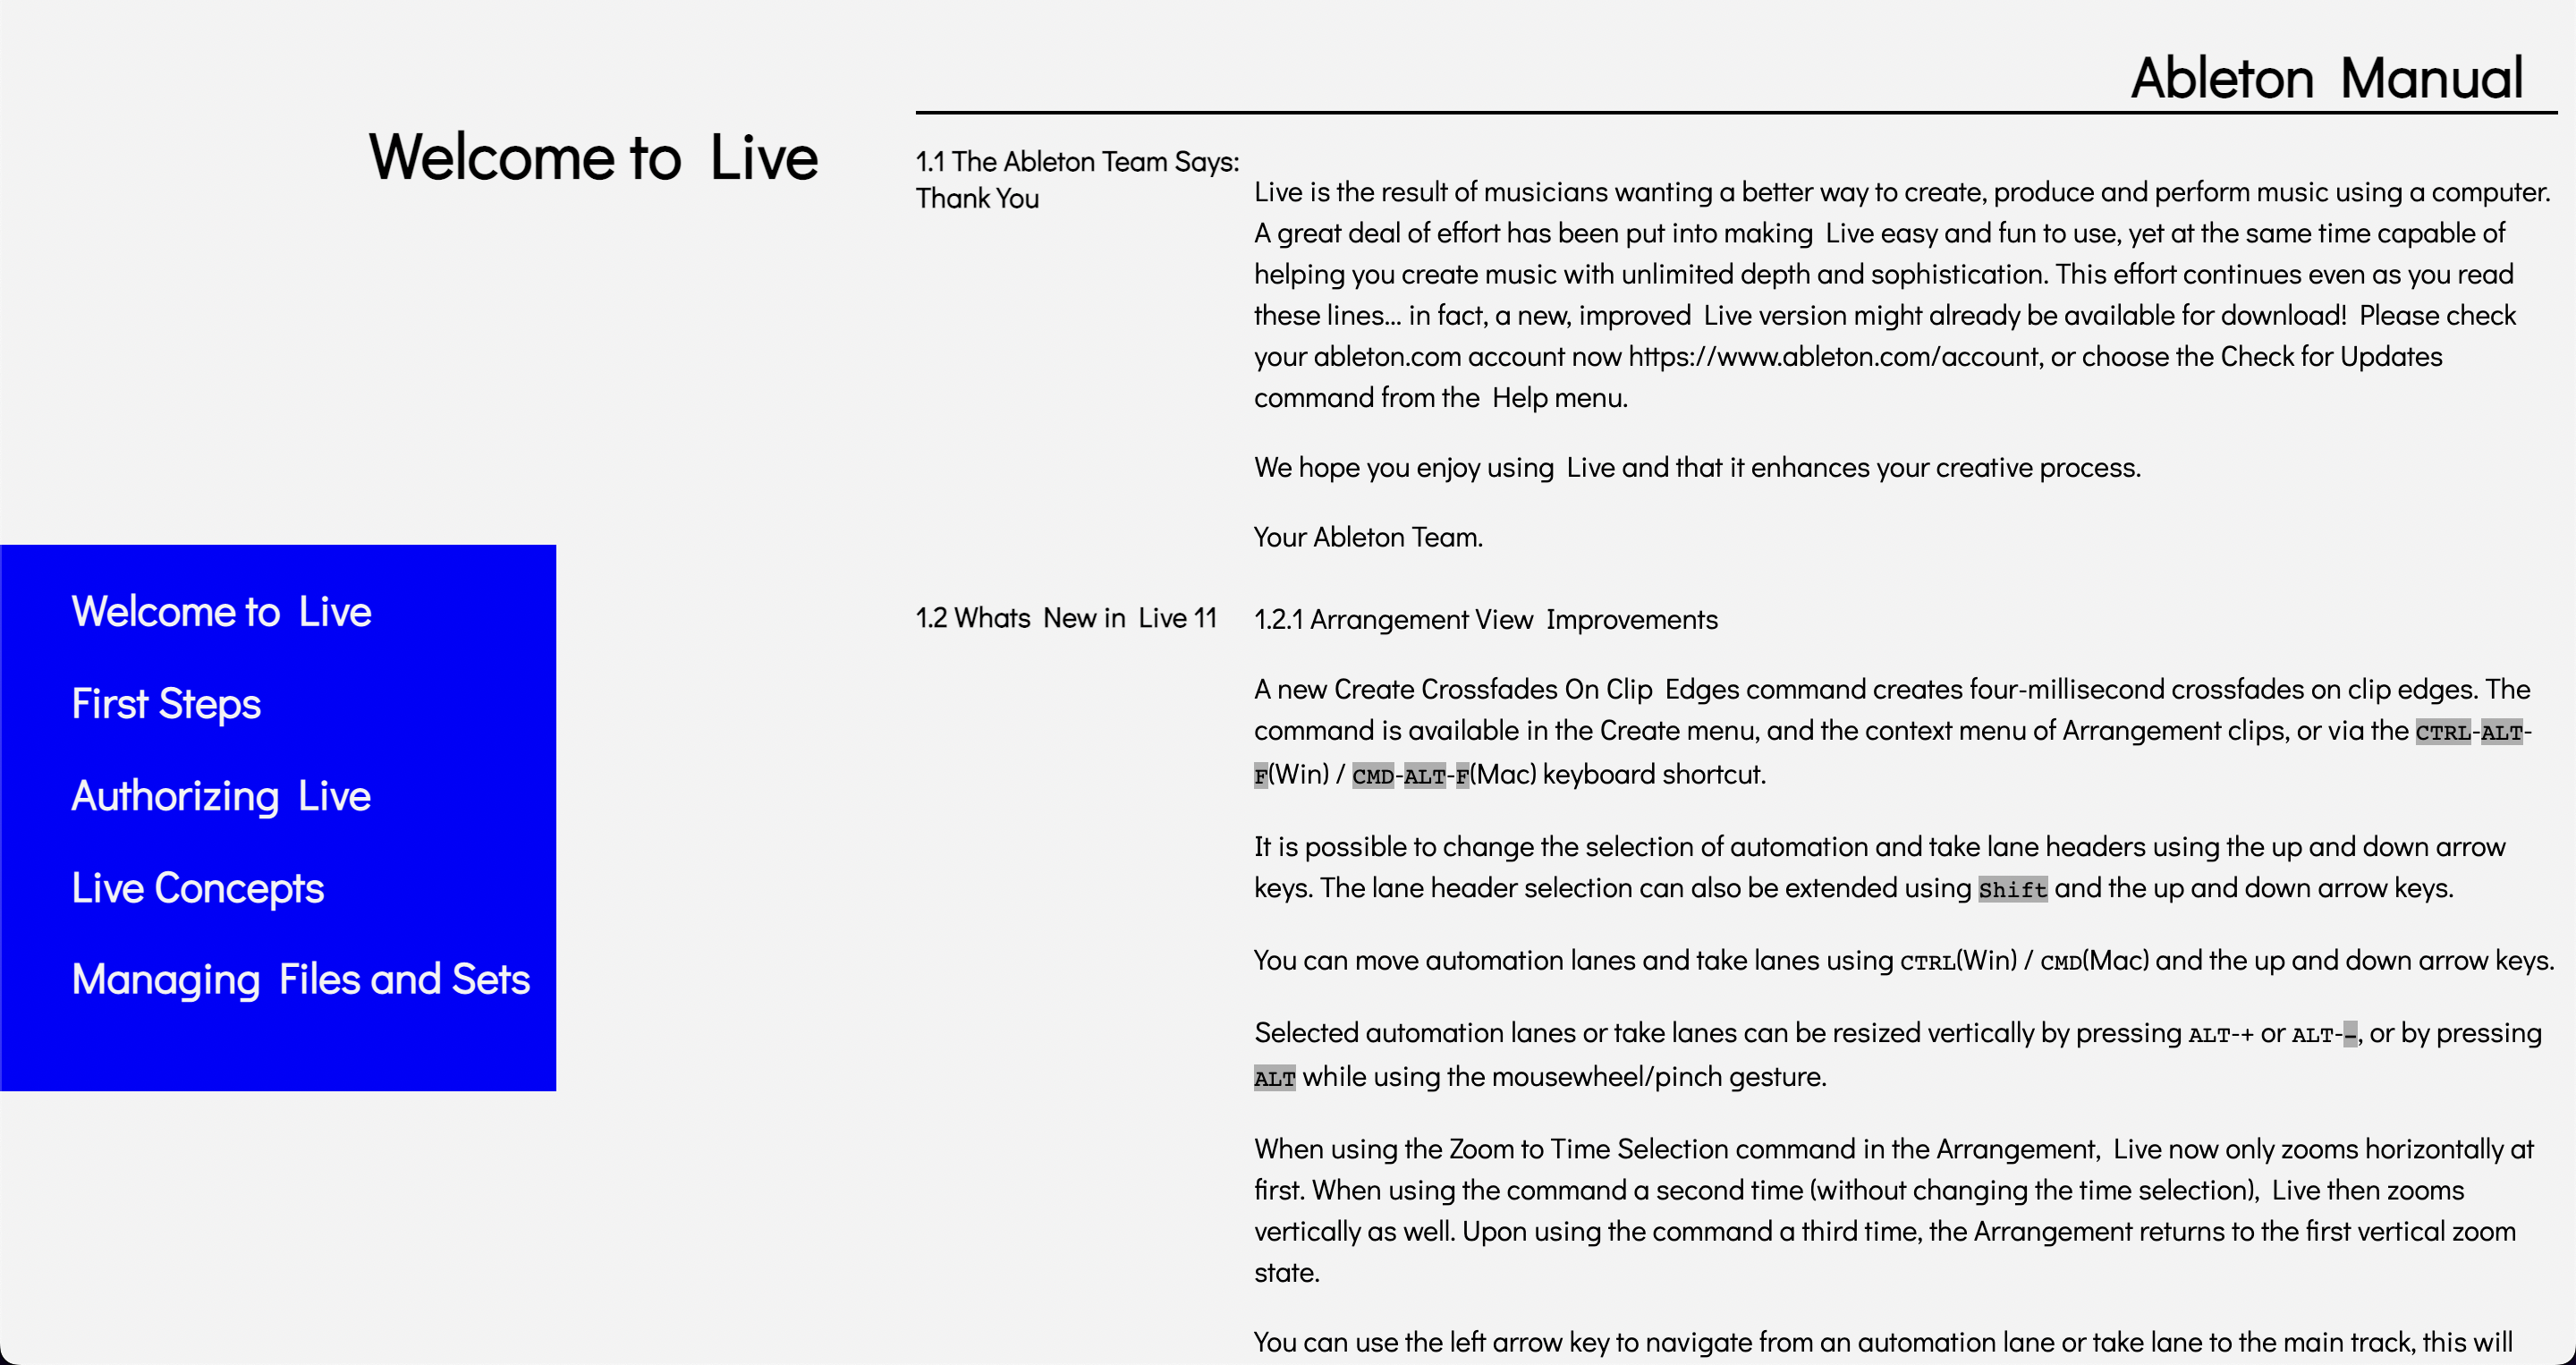 Ableton Manual
Welcome to Live
1.1 The Ableton Team Says:
Thank You
Live is the result of musicians wanting a better way to create, produce and perform music using a computer.
A great deal of effort has been put into making Live easy and fun to use, yet at the same time capable of
helping you create music with unlimited depth and sophistication. This effort continues even as you read
these lines... in fact, a new, improved Live version might already be available for download! Please check
your ableton.com account now https://www.ableton.com/account, or choose the Check for Updates
command from the Help menu.
We hope you enjoy using Live and that it enhances your creative process.
Your Ableton Team.
Welcome to Live
First Steps
Authorizing Live
Live Concepts
Managing Files and Sets
1.2 Whats New in Live 11
1.2.1 Arrangement View Improvements
A new Create Crossfades On Clip Edges command creates four-millisecond crossfades on clip edges. The
command is available in the Create menu, and the context menu of Arrangement clips, or via the CTRL-ALT-
F(Win) / CMD-ALT-F(Mac) keyboard shortcut.
It is possible to change the selection of automation and take lane headers using the up and down arrow
keys. The lane header selection can also be extended using Shift and the up and down arrow keys.
You can move automation lanes and take lanes using CTRL(Win) / CMD(Mac) and the up and down arrow keys.
Selected automation lanes or take lanes can be resized vertically by pressing ALT-+ or ALT--, or by pressing
ALT while using the mousewheel/pinch gesture.
When using the Zoom to Time Selection command in the Arrangement, Live now only zooms horizontally at
first. When using the command a second time (without changing the time selection), Live then zooms
vertically as well. Upon using the command a third time, the Arrangement returns to the first vertical zoom
state.
You can use the left arrow key to navigate from an automation lane or take lane to the main track, this will